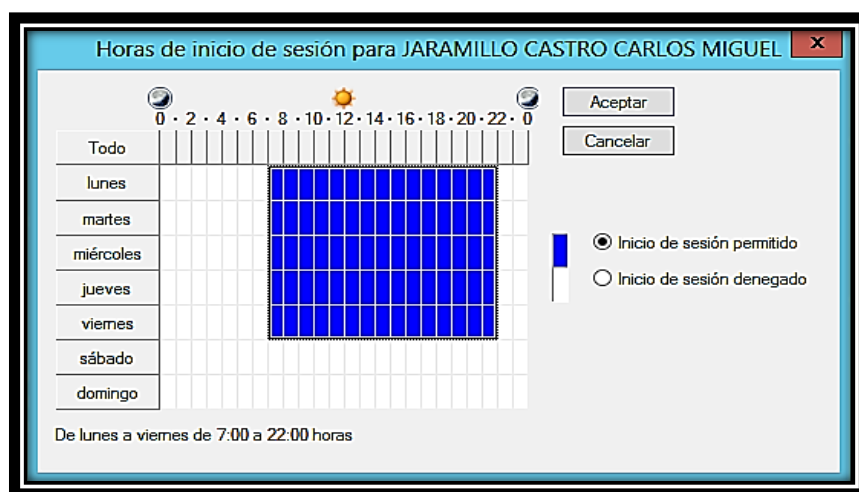 Horas de inicio de sesión para JARAMILLO CASTRO CARLOS MIGUEL x
0 · 2 · 4 · 6 · 8 · 10 · 12 · 14 · 16 · 18 · 20 · 22 · 0
Aceptar
Cancelar
Todo
lunes
martes
miércoles
jueves
viernes
sábado
domingo
Inicio de sesión permitido
Inicio de sesión denegado
De lunes a viernes de 7:00 a 22:00 horas